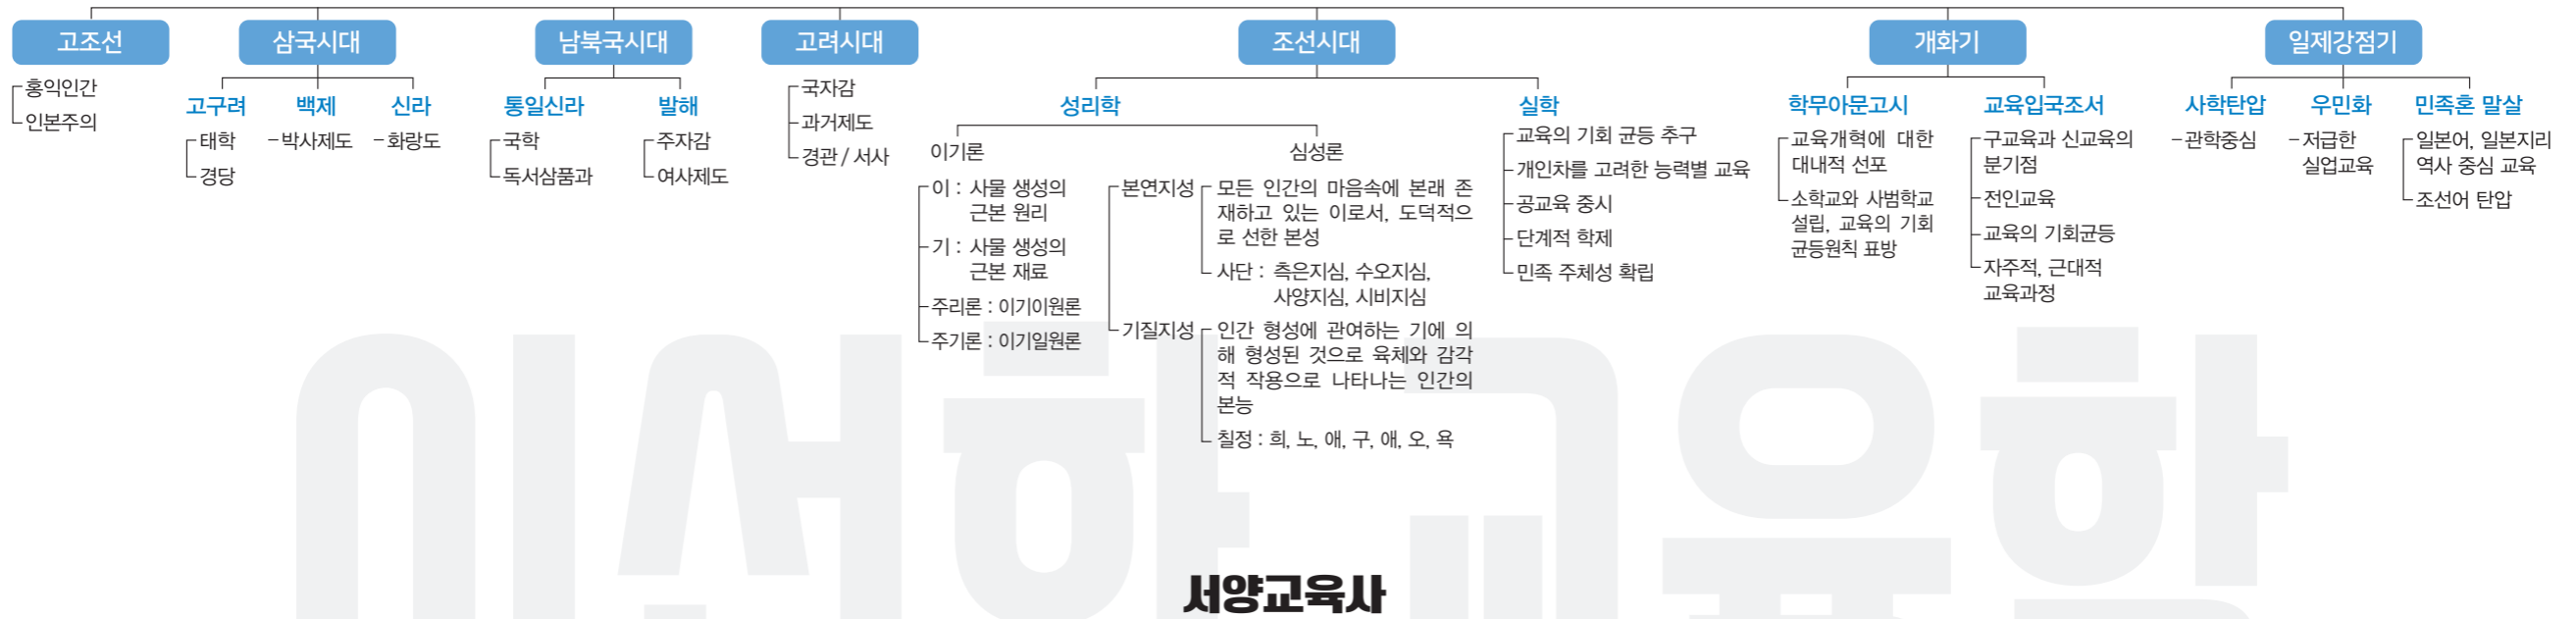 고조선
홍익인간
인본주의
삼국시대
고구려
태학
경당
백제
박사제도
신라
화랑도
남북국시대
통일신라
국학
독서삼품과
발해
주자감
여사제도
고려시대
국자감
과거제도
경관 / 서사
조선시대
성리학
이기론
이 : 사물 생성의
근본 원리
기 : 사물 생성의
근본 재료
주리론 : 이기이원론
주기론 : 이기일원론
심성론
본연지성
모든 인간의 마음속에 본래 존
재하고 있는 이로서, 도덕적으
로 선한 본성
사단 : 측은지심, 수오지심,
사양지심, 시비지심
기질지성
인간 형성에 관여하는 기에 의
해 형성된 것으로 육체와 감각
적 작용으로 나타나는 인간의
본능
칠정 : 희, 노, 애, 구, 애, 오, 욕
실학
교육의 기회 균등 추구
개인차를 고려한 능력별 교육
공교육 중시
단계적 학제
민족 주체성 확립
개화기
학무아문고시
교육개혁에 대한
대내적 선포
소학교와 사범학교
설립, 교육의 기회
균등원칙 표방
교육입국조서
구교육과 신교육의
분기점
전인교육
교육의 기회균등
자주적, 근대적
교육과정
일제강점기
사학탄압
관학중심
우민화
저급한
실업교육
민족혼 말살
일본어, 일본지리
역사 중심 교육
조선어 탄압
이선화 교육학
서양교육사